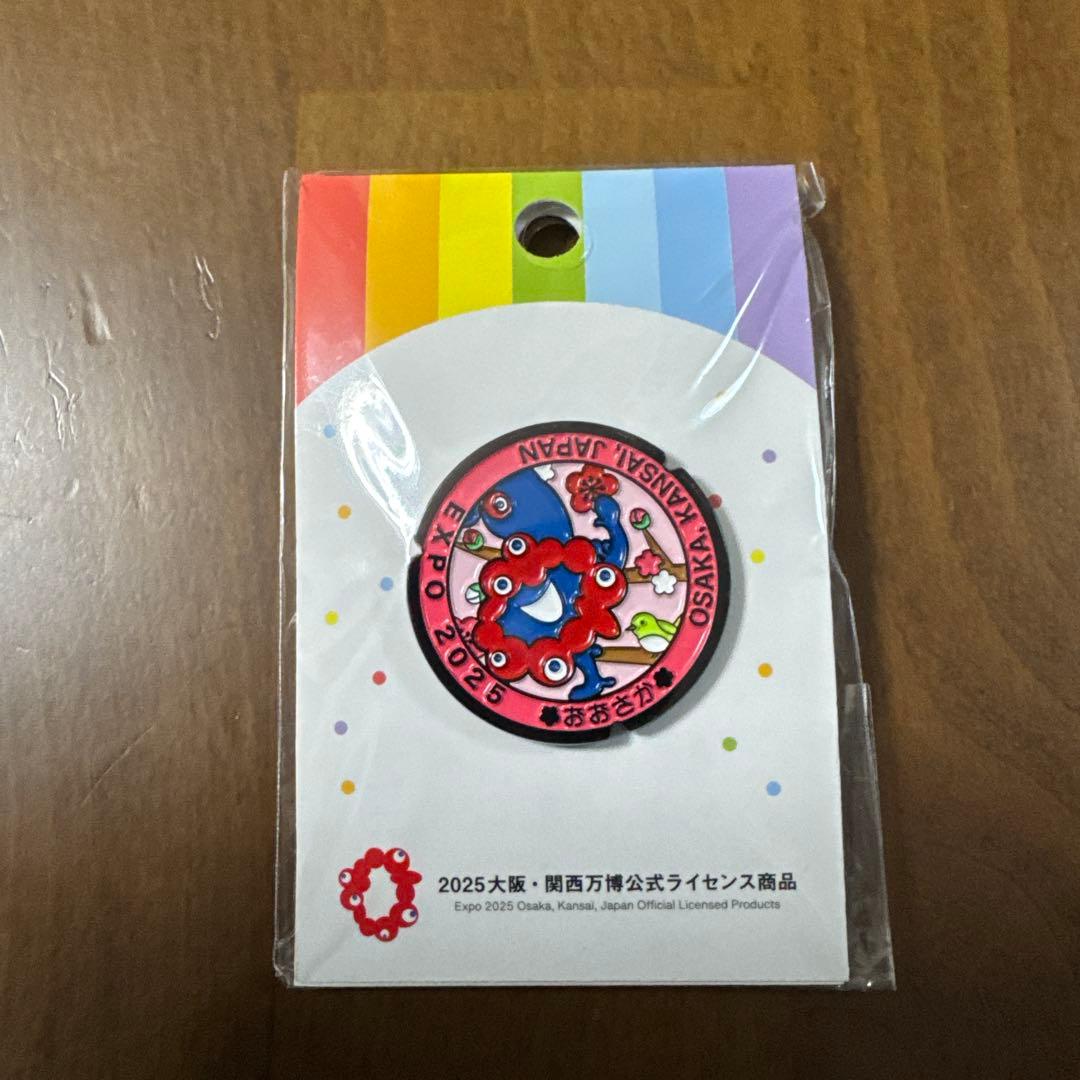 EXPO 2025
OSAKA, KANSAI, JAPAN
おおさか
2025大阪・関西万博公式ライセンス商品
Expo 2025 Osaka, Kansai, Japan Official Licensed Products